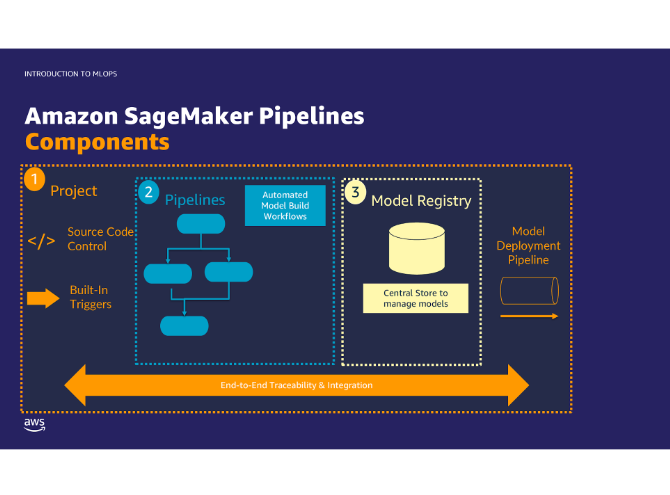 INTRODUCTION TO MLOPS
Amazon SageMaker Pipelines
Components
1
Project
</>
Source Code
Control
Built-In
Triggers
2
Pipelines
Automated
Model Build
Workflows
3
Model Registry
Central Store to
manage models
Model
Deployment
Pipeline
End-to-End Traceability & Integration
aws